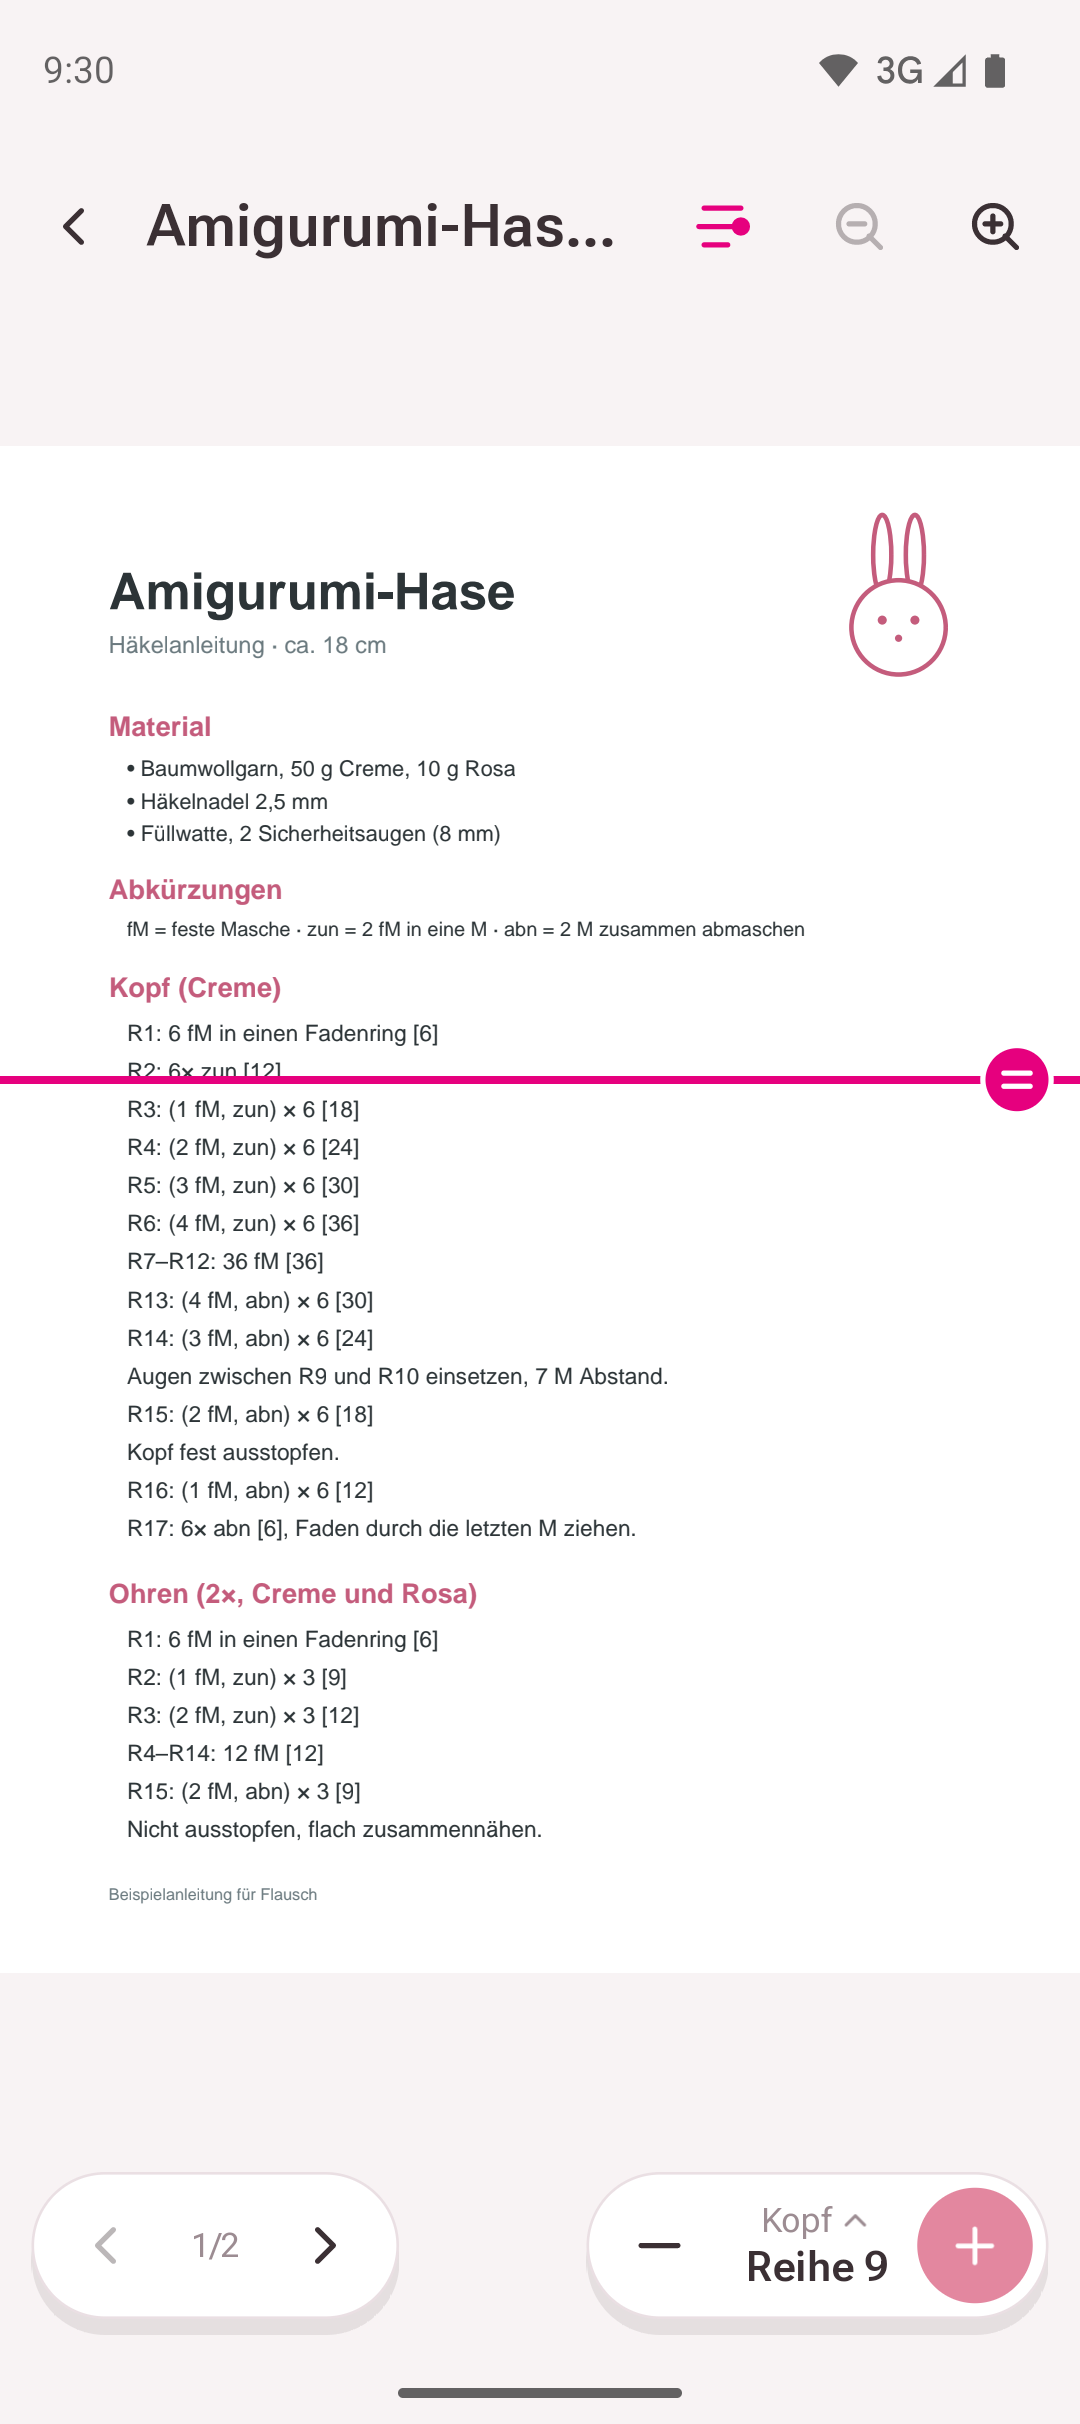 9:30
3G
Amigurumi-Has...
Amigurumi-Hase
Häkelanleitung · ca. 18 cm
Material
• Baumwollgarn, 50 g Creme, 10 g Rosa
• Häkelnadel 2,5 mm
• Füllwatte, 2 Sicherheitsaugen (8 mm)
Abkürzungen
fM = feste Masche · zun = 2 fM in eine M · abn = 2 M zusammen abmaschen
Kopf (Creme)
R1: 6 fM in einen Fadenring [6]
R2: 6× zun [12]
R3: (1 fM, zun) × 6 [18]
R4: (2 fM, zun) × 6 [24]
R5: (3 fM, zun) × 6 [30]
R6: (4 fM, zun) × 6 [36]
R7–R12: 36 fM [36]
R13: (4 fM, abn) × 6 [30]
R14: (3 fM, abn) × 6 [24]
Augen zwischen R9 und R10 einsetzen, 7 M Abstand.
R15: (2 fM, abn) × 6 [18]
Kopf fest ausstopfen.
R16: (1 fM, abn) × 6 [12]
R17: 6× abn [6], Faden durch die letzten M ziehen.
Ohren (2×, Creme und Rosa)
R1: 6 fM in einen Fadenring [6]
R2: (1 fM, zun) × 3 [9]
R3: (2 fM, zun) × 3 [12]
R4–R14: 12 fM [12]
R15: (2 fM, abn) × 3 [9]
Nicht ausstopfen, flach zusammennähen.
Beispielanleitung für Flausch
1/2
Kopf
Reihe 9